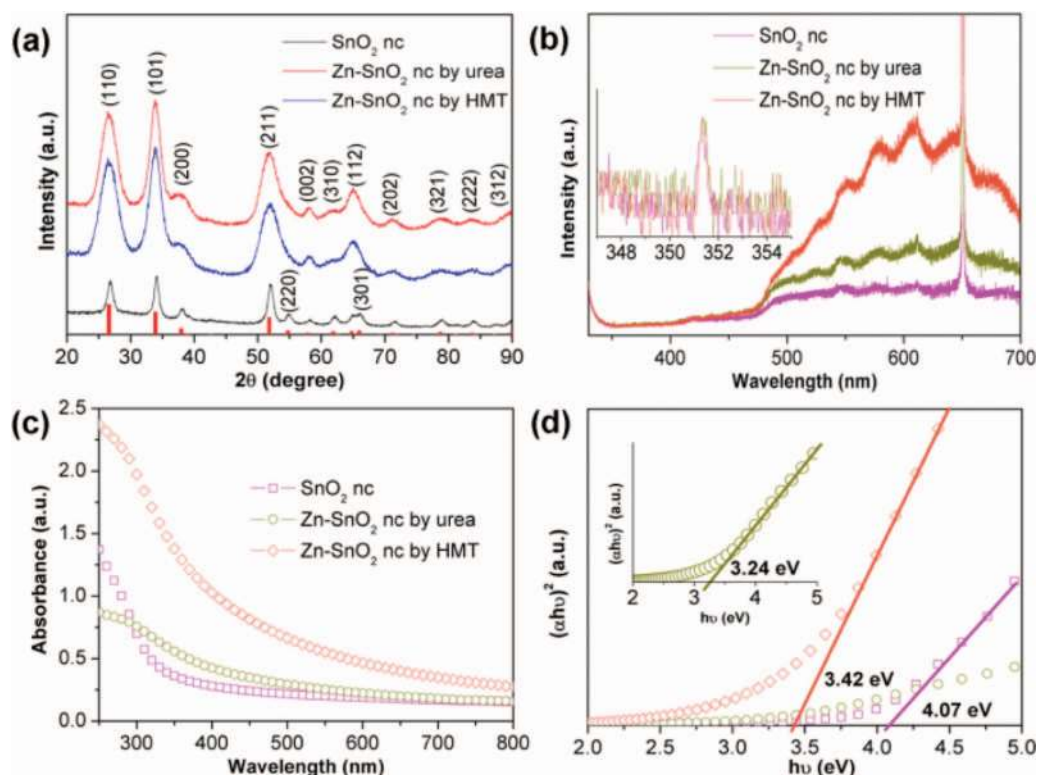 (a)
SnO₂ nc
Zn-SnO₂ nc by urea
Zn-SnO₂ nc by HMT
(110)
(101)
(200)
(211)
(002)
(310)
(112)
(202)
(321)
(222)
(312)
(220)
(301)
Intensity (a.u.)
20 30 40 50 60 70 80 90
2θ (degree)
(b)
SnO₂ nc
Zn-SnO₂ nc by urea
Zn-SnO₂ nc by HMT
348 350 352 354
Intensity (a.u.)
400 500 600 700
Wavelength (nm)
(c)
SnO₂ nc
Zn-SnO₂ nc by urea
Zn-SnO₂ nc by HMT
Absorbance (a.u.)
2.5
2.0
1.5
1.0
0.5
0.0
300 400 500 600 700 800
Wavelength (nm)
(d)
(αhυ)² (a.u.)
3.24 eV
2 3 4 5
hυ (eV)
(αhυ)² (a.u.)
3.42 eV
4.07 eV
2.0 2.5 3.0 3.5 4.0 4.5 5.0
hυ (eV)